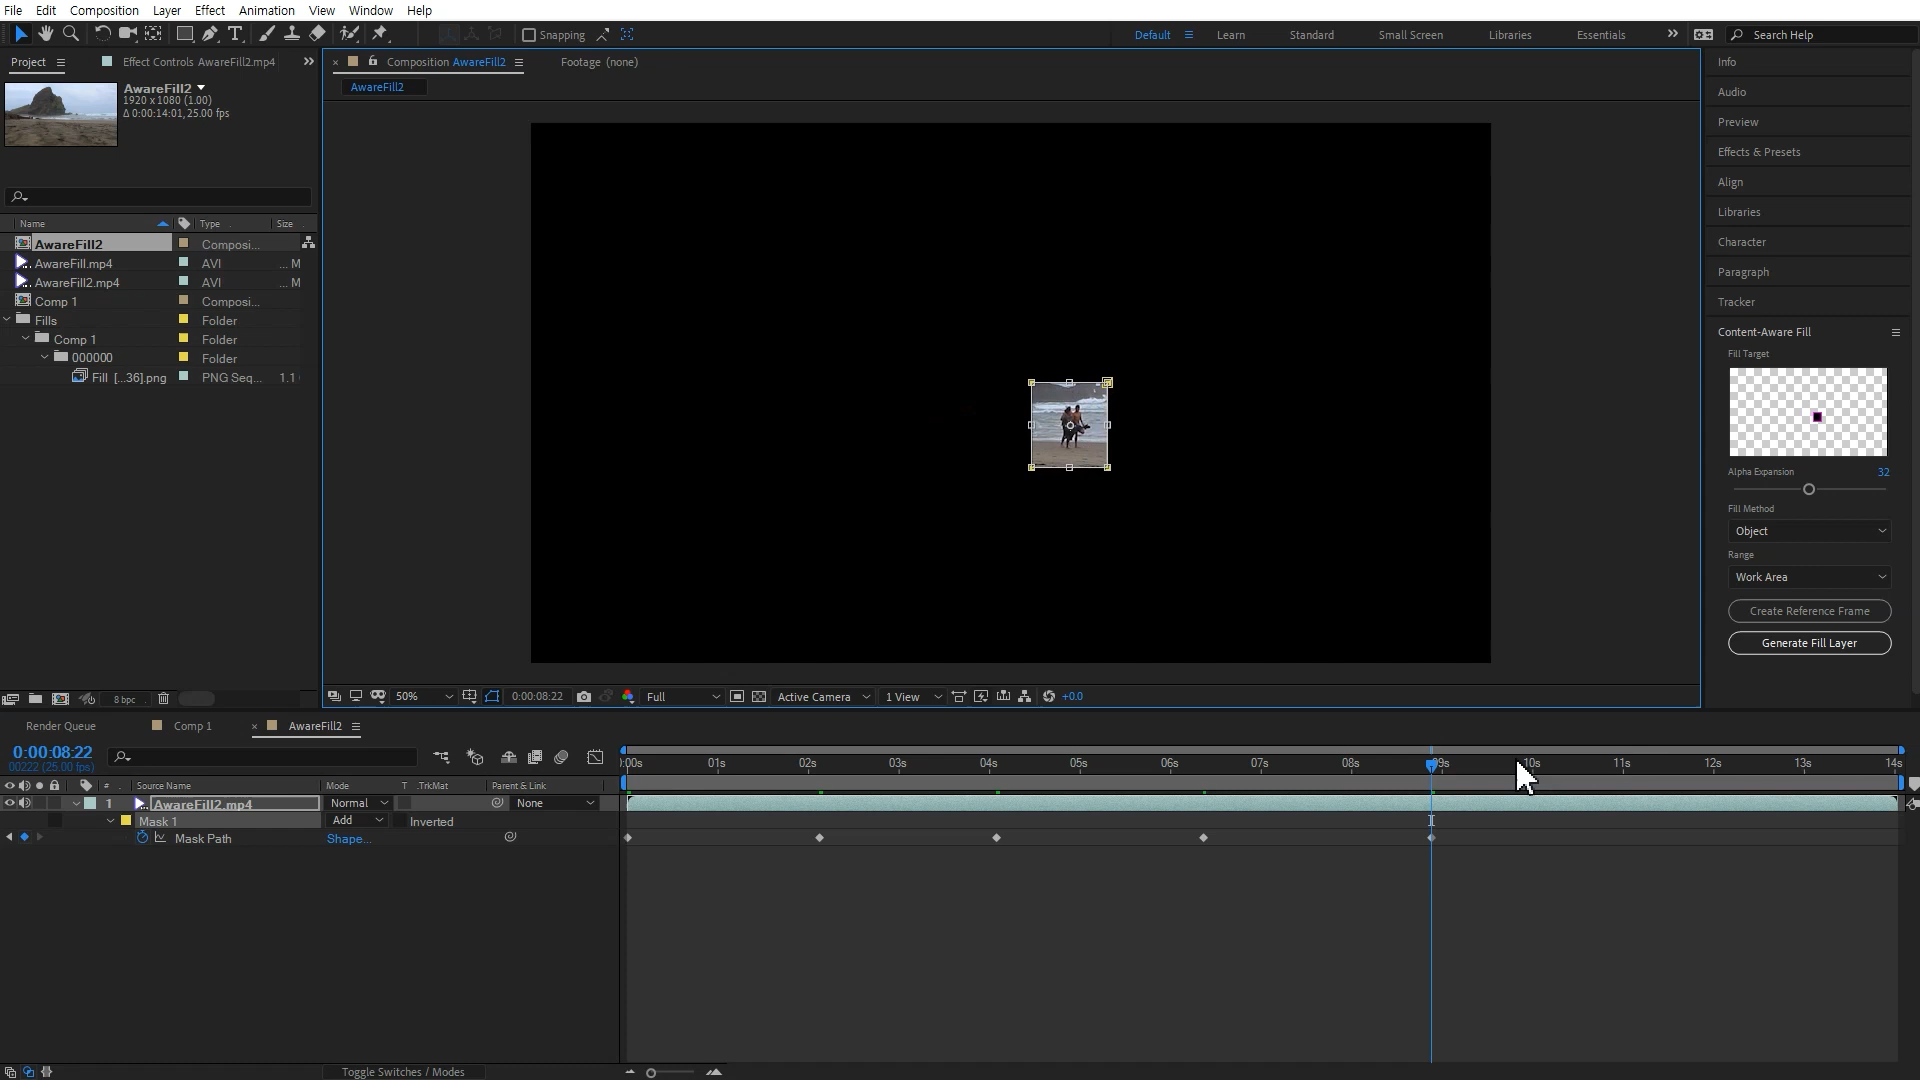 File Edit Composition Layer Effect Animation View Window Help
Snapping
Default Learn Standard Small Screen Libraries Essentials Search Help
Project Effect Controls AwareFill2.mp4
Composition AwareFill2 Footage (none)
AwareFill2
AwareFill2
1920 x 1080 (1.00)
Δ 0:00:14:01, 25.00 fps
Name Type Size
AwareFill2 Composi...
AwareFill.mp4 AVI ... M
AwareFill2.mp4 AVI ... M
Comp 1 Composi...
Fills Folder
Comp 1 Folder
000000 Folder
Fill [...36].png PNG Seq... 1.1
8 bpc
50% 0:00:08:22 Full Active Camera 1 View +0.0
Info
Audio
Preview
Effects & Presets
Align
Libraries
Character
Paragraph
Tracker
Content-Aware Fill
Fill Target
Alpha Expansion 32
Fill Method
Object
Range
Work Area
Create Reference Frame
Generate Fill Layer
Render Queue Comp 1 AwareFill2
0:00:08:22
00222 (25.00 fps)
# Source Name Mode T .TrkMat Parent & Link
:00s 01s 02s 03s 04s 05s 06s 07s 08s 09s 10s 11s 12s 13s 14s
1 AwareFill2.mp4 Normal None
Mask 1 Add Inverted
Mask Path Shape...
Toggle Switches / Modes